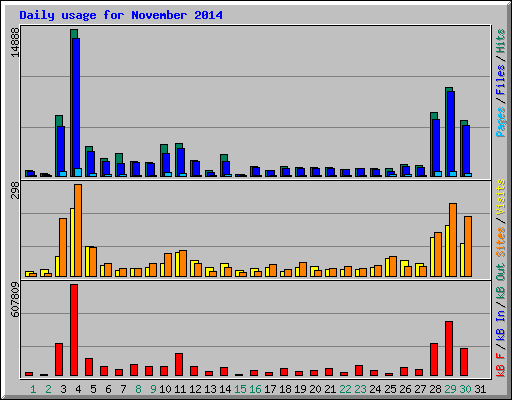 Daily usage for November 2014
14888
Pages / Files / Hits
298
Sites / Visits
607809
kB F / kB In / kB Out
1 2 3 4 5 6 7 8 9 10 11 12 13 14 15 16 17 18 19 20 21 22 23 24 25 26 27 28 29 30 31